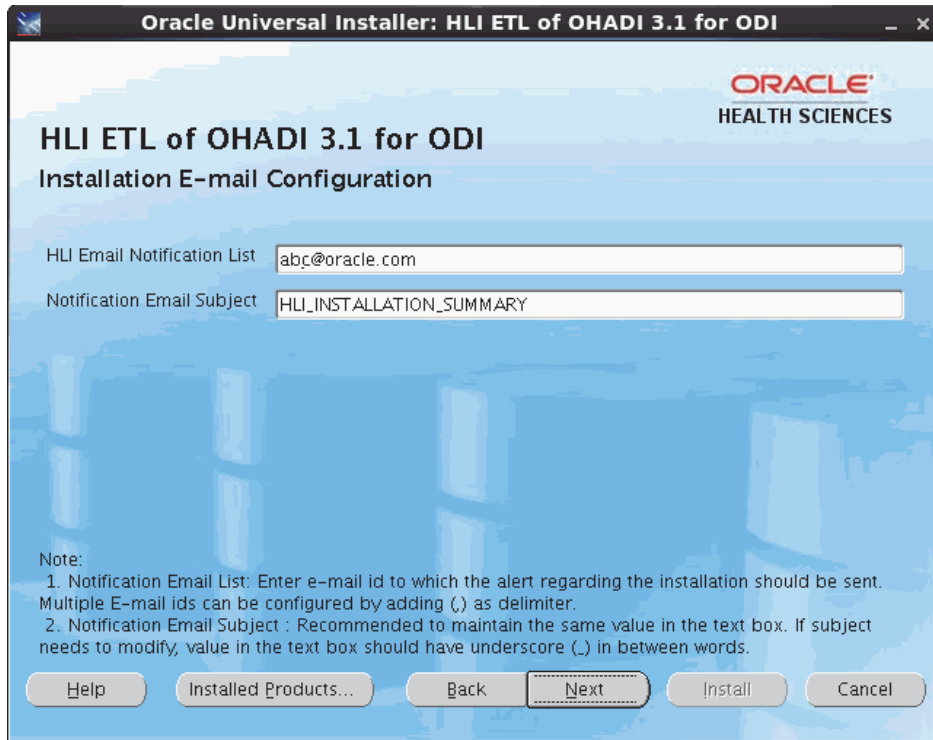 Oracle Universal Installer: HLI ETL of OHADI 3.1 for ODI
ORACLE
HEALTH SCIENCES
HLI ETL of OHADI 3.1 for ODI
Installation E-mail Configuration
HLI Email Notification List abc@oracle.com
Notification Email Subject HLI_INSTALLATION_SUMMARY
Note:
1. Notification Email List: Enter e-mail id to which the alert regarding the installation should be sent.
Multiple E-mail ids can be configured by adding (,) as delimiter.
2. Notification Email Subject : Recommended to maintain the same value in the text box. If subject
needs to modify, value in the text box should have underscore (_) in between words.
Help Installed Products... Back Next Install Cancel